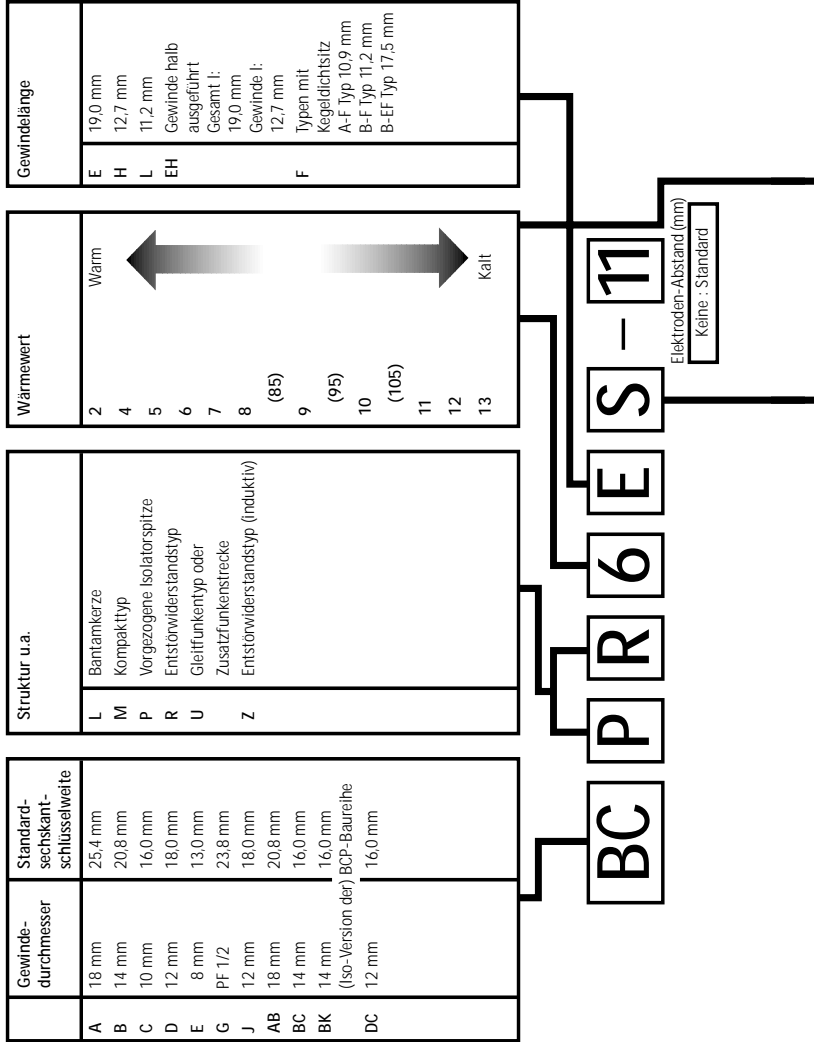 Gewinde-
durchmesser
Standard-
sechskant-
schlüsselweite
A 18 mm 25,4 mm
B 14 mm 20,8 mm
C 10 mm 16,0 mm
D 12 mm 18,0 mm
E 8 mm 13,0 mm
G PF 1/2 23,8 mm
J 12 mm 18,0 mm
AB 18 mm 20,8 mm
BC 14 mm 16,0 mm
BK 14 mm 16,0 mm
(Iso-Version der) BCP-Baureihe
DC 12 mm 16,0 mm
Struktur u.a.
L Bantamkerze
M Kompakttyp
P Vorgezogene Isolatorspitze
R Entstörwiderstandstyp
U Gleitfunkentyp oder
Zusatzfunkenstrecke
Z Entstörwiderstandstyp (induktiv)
Wärmewert
2 Warm
4
5
6
7
8
(85)
9
(95)
10
(105)
11
12
13 Kalt
Gewindelänge
E 19,0 mm
H 12,7 mm
L 11,2 mm
EH Gewinde halb
ausgeführt
Gesamt l:
19,0 mm
Gewinde l:
12,7 mm
F Typen mit
Kegeldichtsitz
A-F Typ 10,9 mm
B-F Typ 11,2 mm
B-EF Typ 17,5 mm
BC P R 6 E S – 11
Elektroden-Abstand (mm)
Keine : Standard